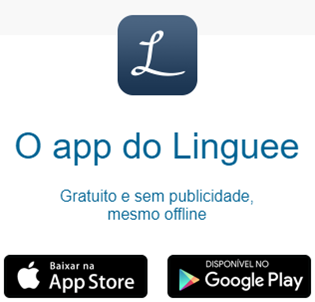 L
O app do Linguee
Gratuito e sem publicidade,
mesmo offline
Baixar na
App Store
DISPONÍVEL NO
Google Play